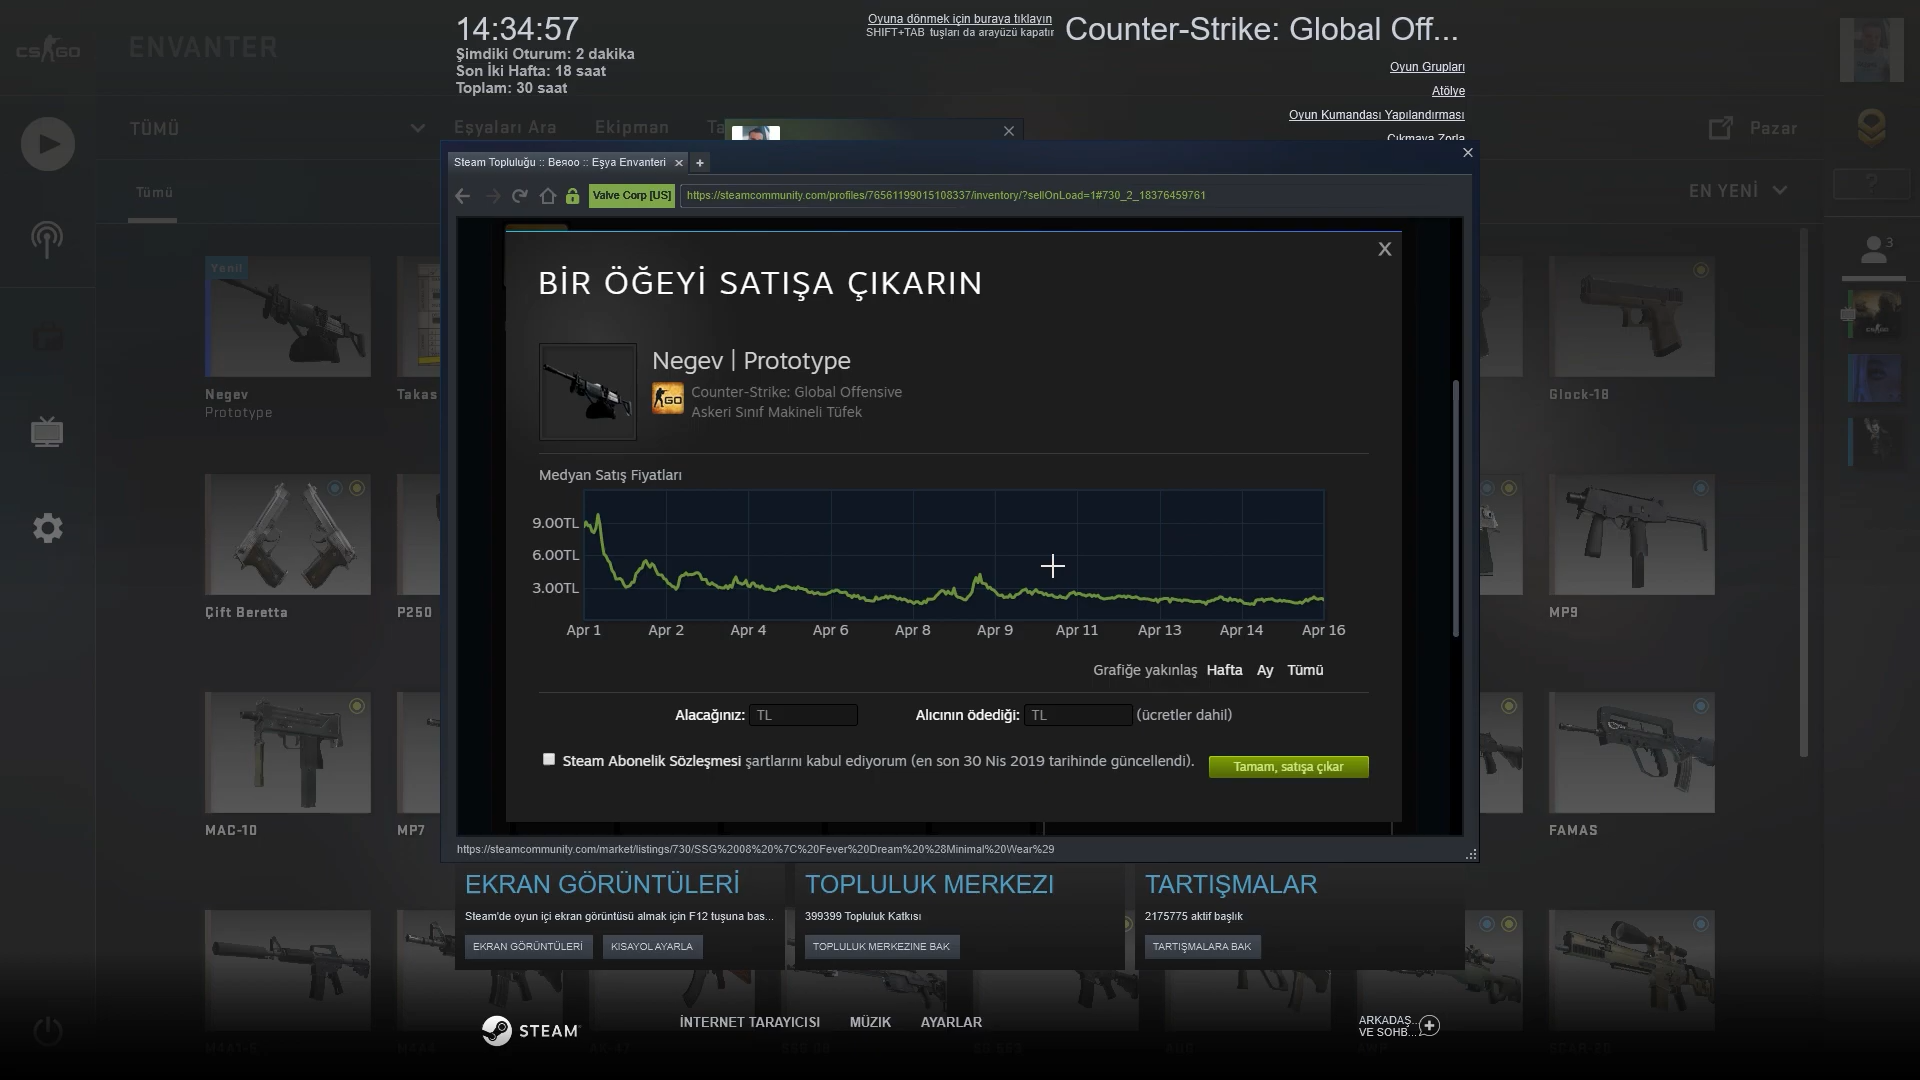 14:34:57
Şimdiki Oturum: 2 dakika
Son İki Hafta: 18 saat
Toplam: 30 saat
Oyuna dönmek için buraya tıklayın
SHIFT+TAB tuşları da arayüzü kapatır
Counter-Strike: Global Off...
Oyun Grupları
Atölye
Oyun Kumandası Yapılandırması
Çıkmaya Zorla
CS GO
ENVANTER
TÜMÜ
Eşyaları Ara
Ekipman
Pazar
Tümü
EN YENİ
?
3
Steam Topluluğu :: Beяoo :: Eşya Envanteri
Valve Corp [US]
https://steamcommunity.com/profiles/76561199015108337/inventory/?sellOnLoad=1#730_2_18376459761
BİR ÖĞEYİ SATIŞA ÇIKARIN
X
Negev | Prototype
Counter-Strike: Global Offensive
Askeri Sınıf Makineli Tüfek
Medyan Satış Fiyatları
9.00TL
6.00TL
3.00TL
Apr 1 Apr 2 Apr 4 Apr 6 Apr 8 Apr 9 Apr 11 Apr 13 Apr 14 Apr 16
Grafiğe yakınlaş Hafta Ay Tümü
Alacağınız: TL
Alıcının ödediği: TL (ücretler dahil)
Steam Abonelik Sözleşmesi şartlarını kabul ediyorum (en son 30 Nis 2019 tarihinde güncellendi).
Tamam, satışa çıkar
https://steamcommunity.com/market/listings/730/SSG%2008%20%7C%20Fever%20Dream%20%28Minimal%20Wear%29
Yeni!
Negev
Prototype
Takas
Glock-18
Çift Beretta
P250
MP9
MAC-10
MP7
FAMAS
EKRAN GÖRÜNTÜLERİ
Steam'de oyun içi ekran görüntüsü almak için F12 tuşuna bas...
EKRAN GÖRÜNTÜLERİ
KISAYOL AYARLA
TOPLULUK MERKEZI
399399 Topluluk Katkısı
TOPLULUK MERKEZINE BAK
TARTIŞMALAR
2175775 aktif başlık
TARTIŞMALARA BAK
STEAM
İNTERNET TARAYICISI
MÜZIK
AYARLAR
ARKADAŞ...
VE SOHB...